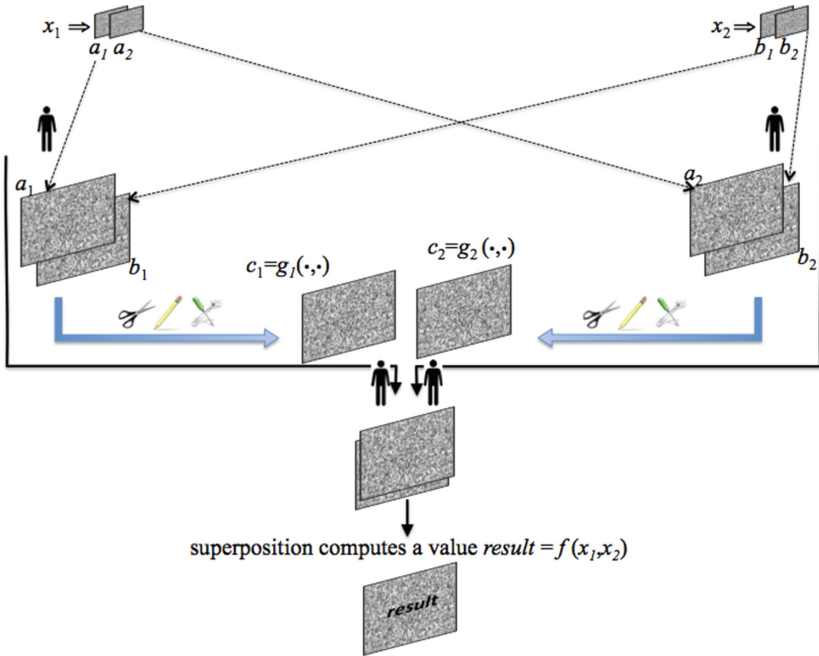 x₁ ⇒
a₁ a₂
x₂ ⇒
b₁ b₂
a₁
b₁
a₂
b₂
c₁=g₁(·,·)
c₂=g₂(·,·)
superposition computes a value result = f(x₁,x₂)
result